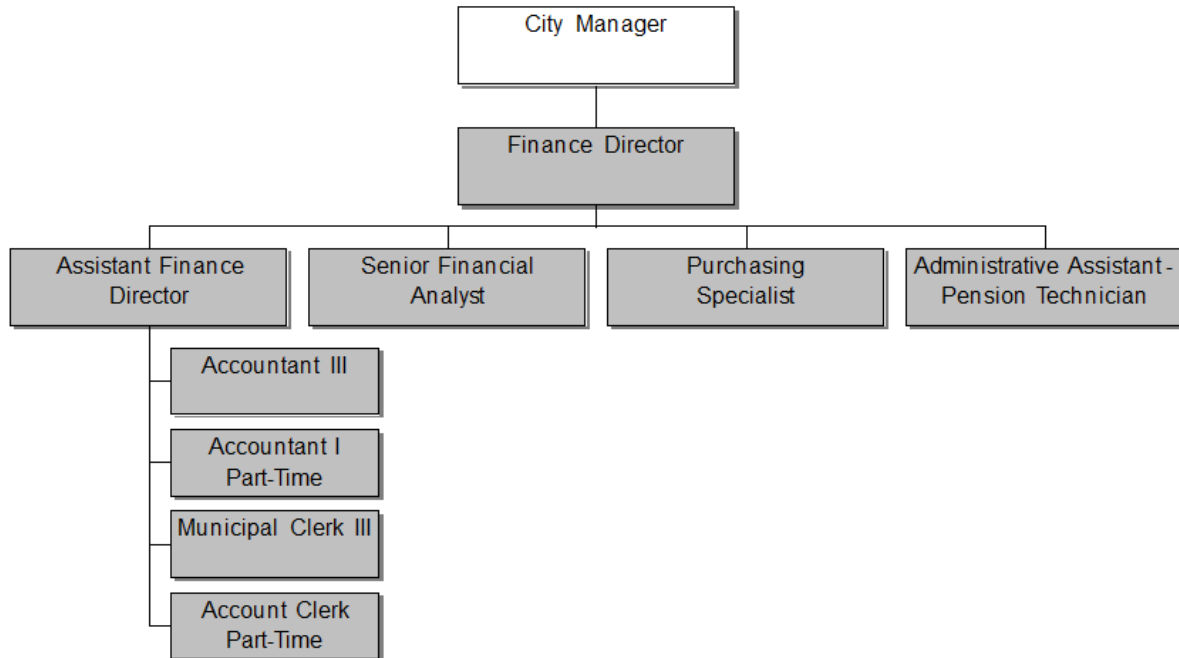 City Manager
Finance Director
Assistant Finance
Director
Senior Financial
Analyst
Purchasing
Specialist
Administrative Assistant-
Pension Technician
Accountant III
Accountant I
Part-Time
Municipal Clerk III
Account Clerk
Part-Time